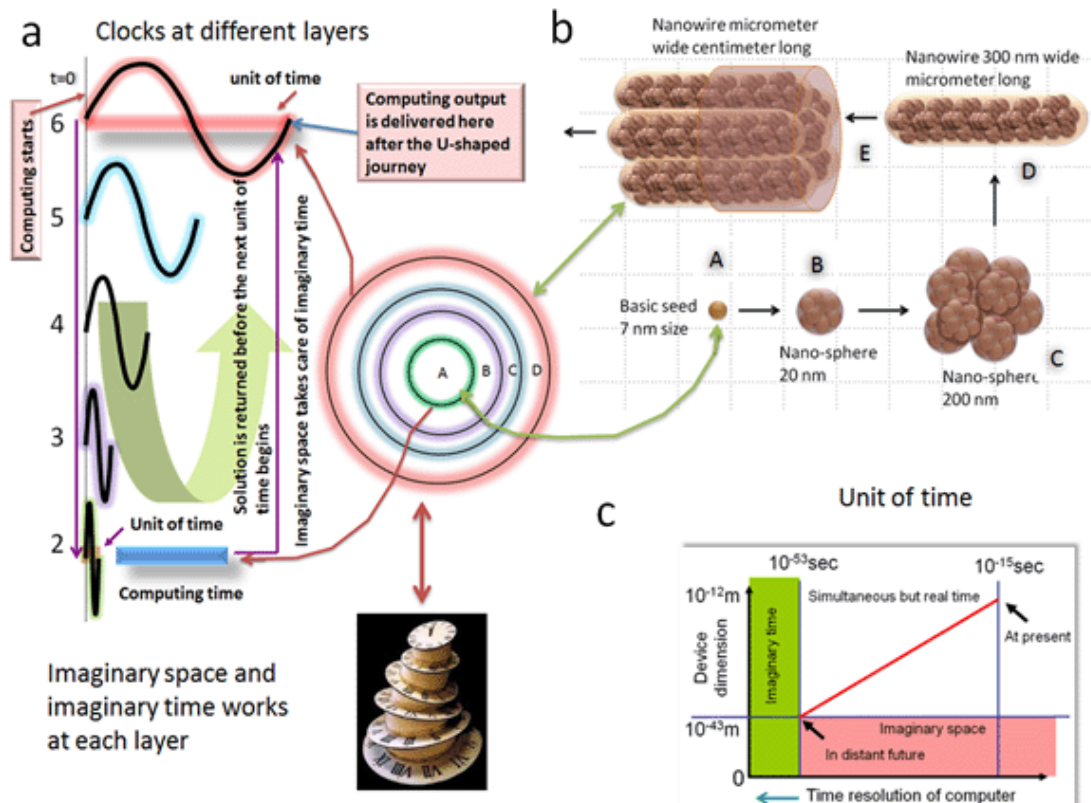 a
Clocks at different layers
t=0
unit of time
Computing starts
6
5
4
3
2
Computing output
is delivered here
after the U-shaped
journey
Solution is returned before the next unit of
time begins
Imaginary space takes care of imaginary time
Unit of time
Computing time
A
B
C
D
Imaginary space and
imaginary time works
at each layer
b
Nanowire micrometer
wide centimeter long
Nanowire 300 nm wide
micrometer long
E
D
A
B
Basic seed
7 nm size
Nano-sphere
20 nm
C
Nano-sphere
200 nm
c
Unit of time
10-53sec
10-15sec
10-12m
Simultaneous but real time
At present
Device
dimension
Imaginary time
10-43m
Imaginary space
In distant future
0
Time resolution of computer